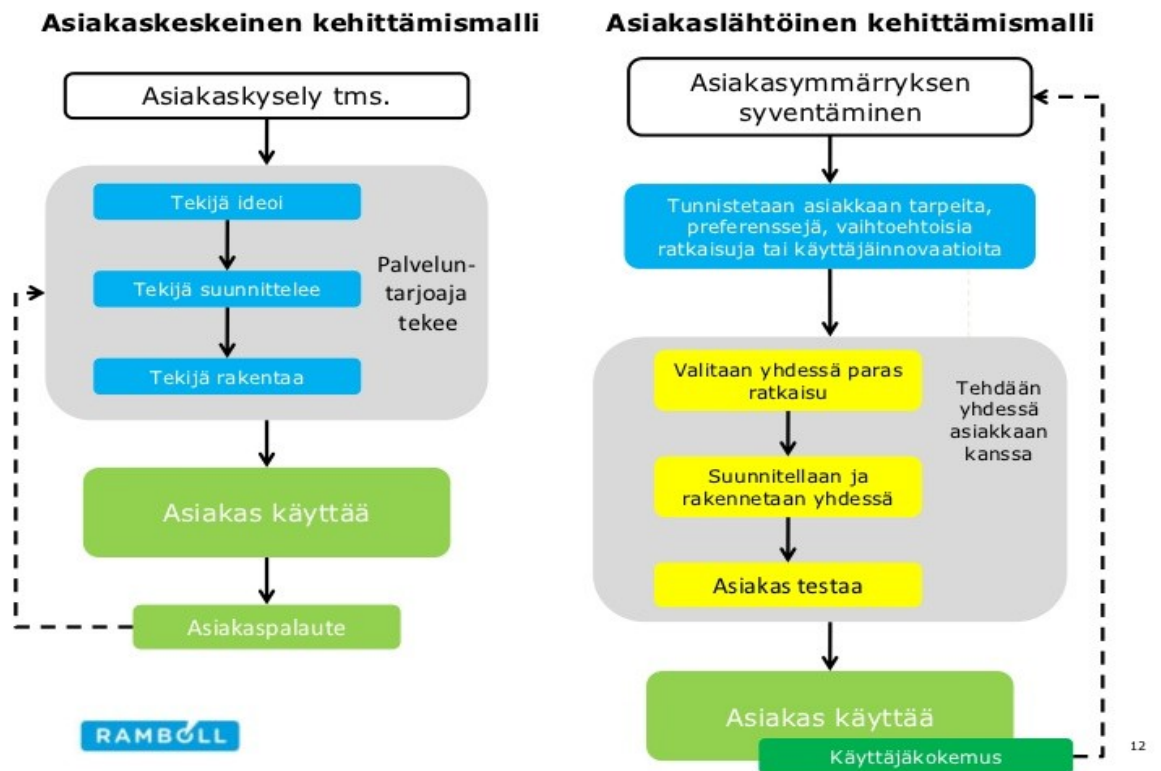 Asiakaskeskeinen kehittämismalli
Asiakaskysely tms.
Tekijä ideoi
Tekijä suunnittelee
Tekijä rakentaa
Palvelun-
tarjoaja
tekee
Asiakas käyttää
Asiakaspalaute
RAMBOLL
Asiakaslähtöinen kehittämismalli
Asiakasymmärryksen
syventäminen
Tunnistetaan asiakkaan tarpeita,
preferenssejä, vaihtoehtoisia
ratkaisuja tai käyttäjäinnovaatioita
Valitaan yhdessä paras
ratkaisu
Suunnitellaan ja
rakennetaan yhdessä
Asiakas testaa
Tehdään
yhdessä
asiakkaan
kanssa
Asiakas käyttää
Käyttäjäkokemus
12